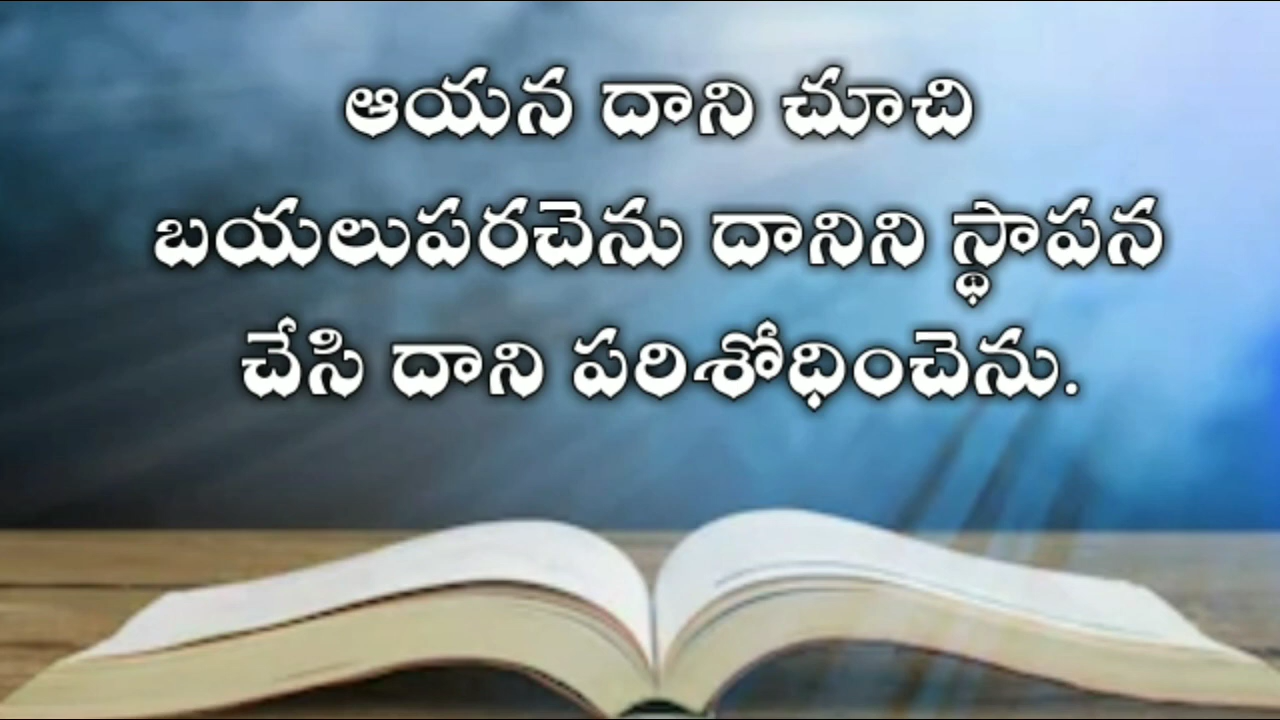 ఆయన దాని చూచి
బయలుపరచెను దానిని స్థాపన
చేసి దాని పరిశోధించెను.